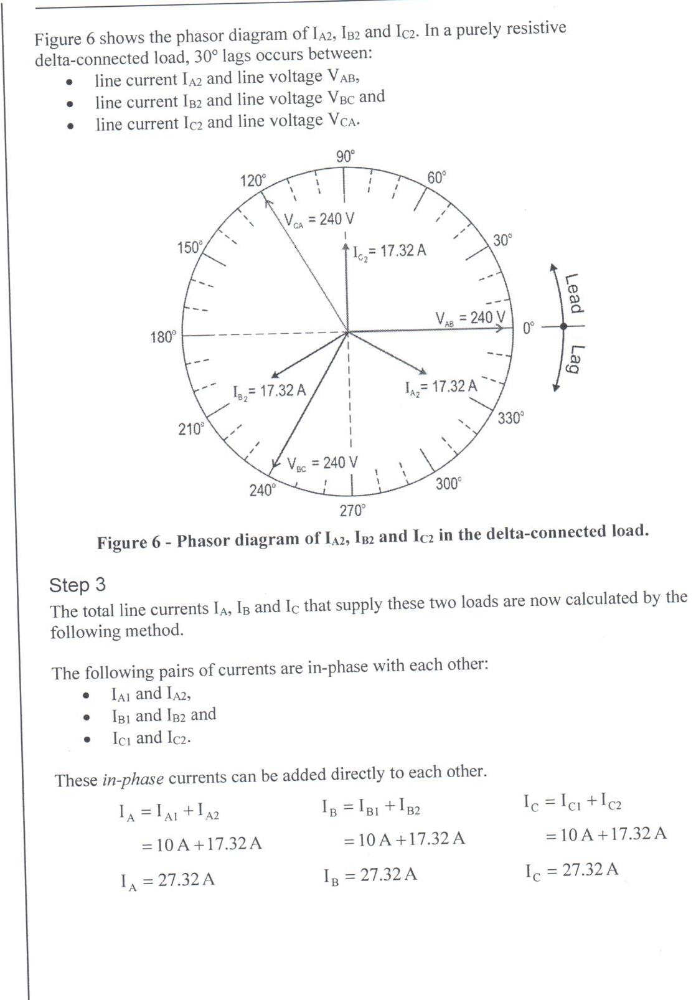 Figure 6 shows the phasor diagram of IA2, IB2 and IC2. In a purely resistive
delta-connected load, 30° lags occurs between:
• line current IA2 and line voltage VAB,
• line current IB2 and line voltage VBC and
• line current IC2 and line voltage VCA.
90°
120°
60°
VCA = 240 V
150°
30°
IC2 = 17.32 A
Lead
VAB = 240 V
0°
180°
Lag
IB2 = 17.32 A
IA2 = 17.32 A
210°
330°
VBC = 240 V
240°
300°
270°
Figure 6 - Phasor diagram of IA2, IB2 and IC2 in the delta-connected load.
Step 3
The total line currents IA, IB and IC that supply these two loads are now calculated by the
following method.
The following pairs of currents are in-phase with each other:
• IA1 and IA2,
• IB1 and IB2 and
• IC1 and IC2.
These in-phase currents can be added directly to each other.
IA = IA1 + IA2 IB = IB1 + IB2 IC = IC1 + IC2
= 10 A + 17.32 A = 10 A + 17.32 A = 10 A + 17.32 A
IA = 27.32 A IB = 27.32 A IC = 27.32 A